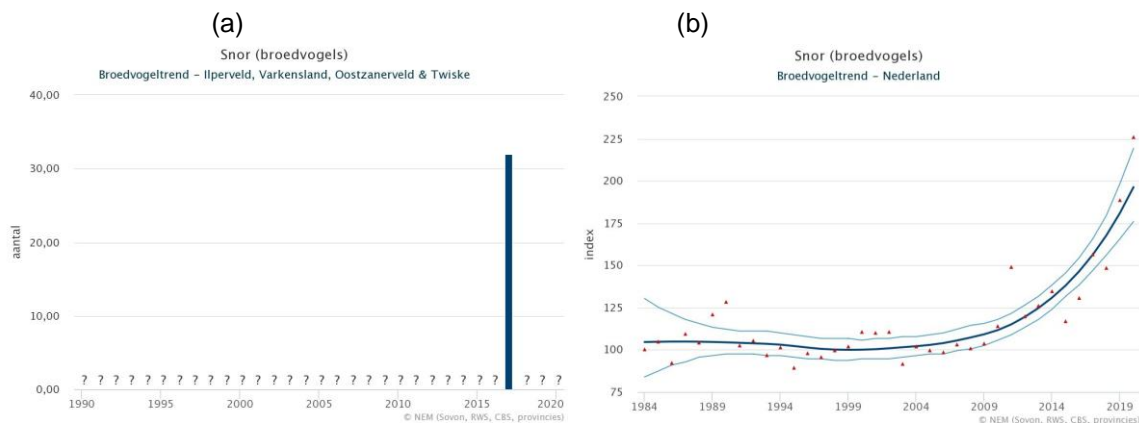 (a)
Snor (broedvogels)
Broedvogeltrend – Ilperveld, Varkensland, Oostzanerveld & Twiske
40,00
30,00
20,00
10,00
0,00
aantal
? ? ? ? ? ? ? ? ? ? ? ? ? ? ? ? ? ? ? ? ? ? ? ? ? ? ? ? ? ?
1990 1995 2000 2005 2010 2015 2020
© NEM (Sovon, RWS, CBS, provincies)
(b)
Snor (broedvogels)
Broedvogeltrend – Nederland
250
225
200
175
150
125
100
75
index
1984 1989 1994 1999 2004 2009 2014 2019
© NEM (Sovon, RWS, CBS, provincies)